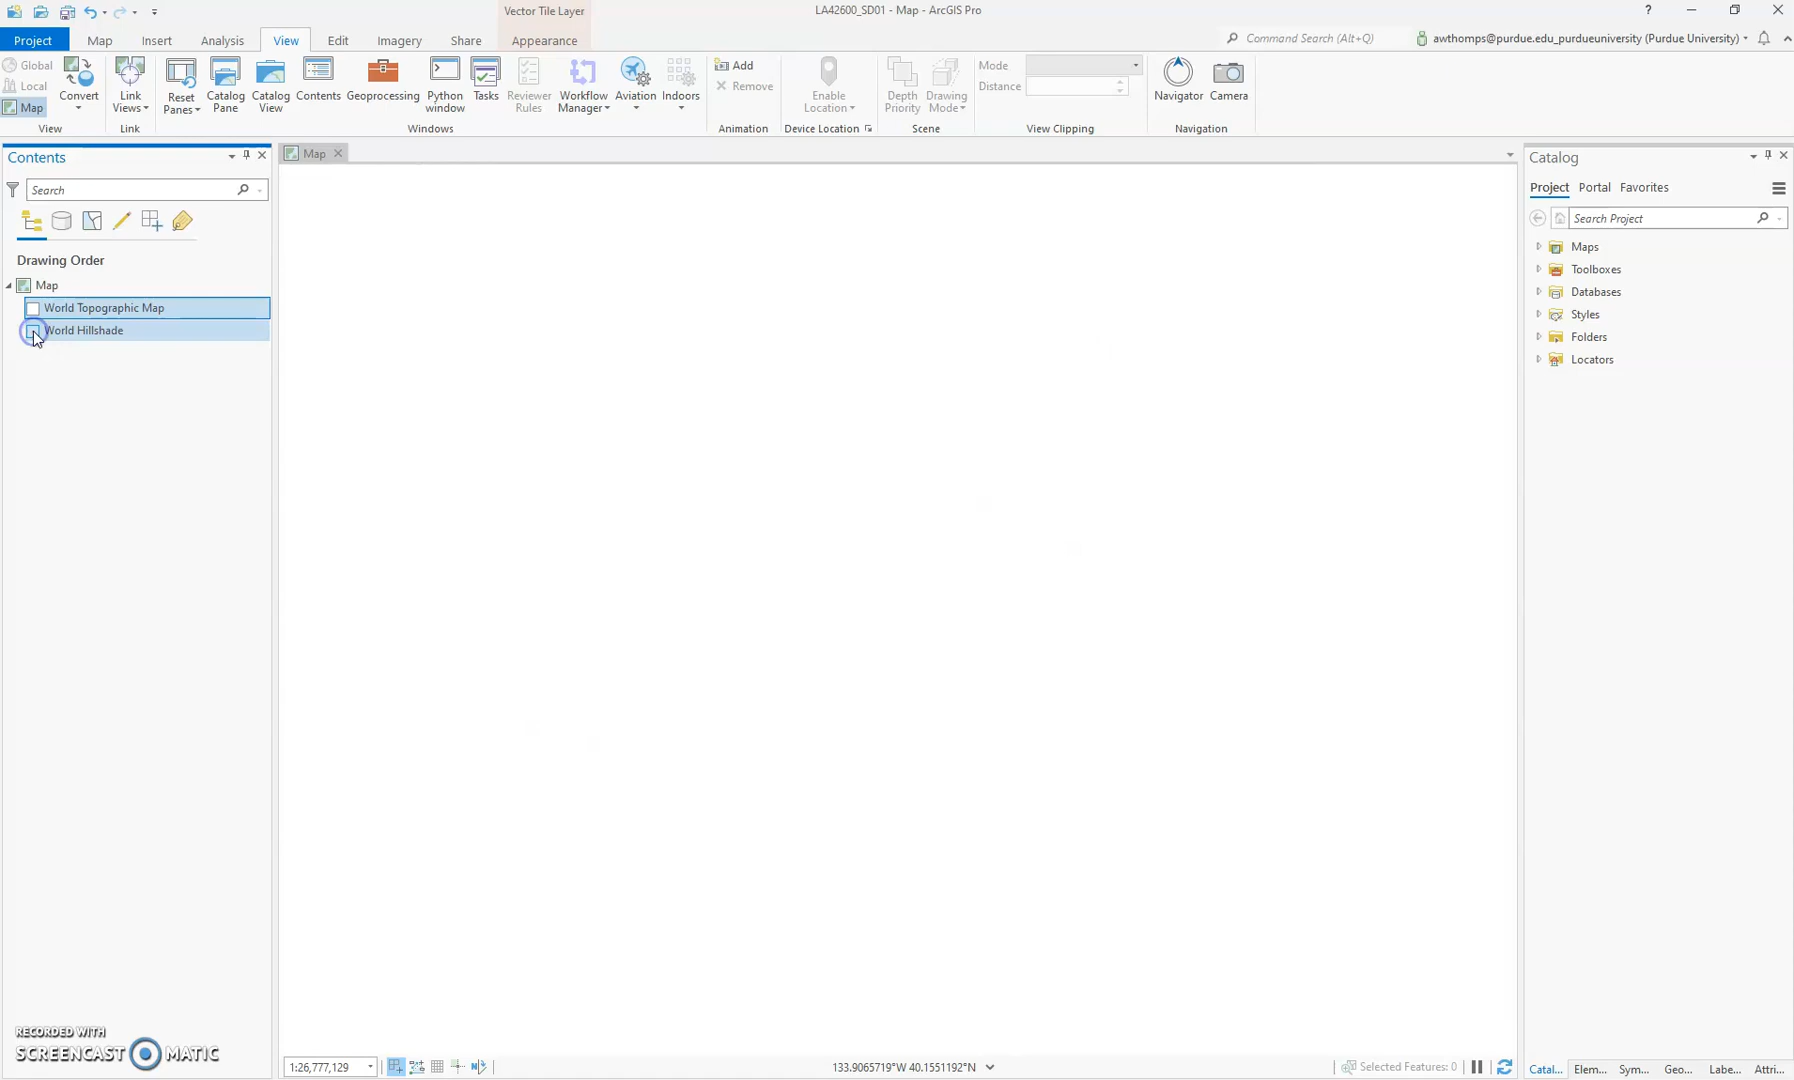 Vector Tile Layer
LA42600_SD01 - Map - ArcGIS Pro
?
Project Map Insert Analysis View Edit Imagery Share Appearance
Command Search (Alt+Q)
awthomps@purdue.edu_purdueuniversity (Purdue University)
Global
Local
Map
Convert
View
Link Views
Link
Reset Panes
Catalog Pane
Catalog View
Contents
Geoprocessing
Python window
Tasks
Reviewer Rules
Workflow Manager
Aviation
Indoors
Windows
Add
Remove
Animation
Enable Location
Device Location
Depth Priority
Drawing Mode
Scene
Mode
Distance
View Clipping
Navigator
Camera
Navigation
Contents
Search
Drawing Order
Map
World Topographic Map
World Hillshade
Map
Catalog
Project Portal Favorites
Search Project
Maps
Toolboxes
Databases
Styles
Folders
Locators
RECORDED WITH
SCREENCAST MATIC
1:26,777,129
133.9065719°W 40.1551192°N
Selected Features: 0
Catal... Elem... Sym... Geo... Labe... Attri...